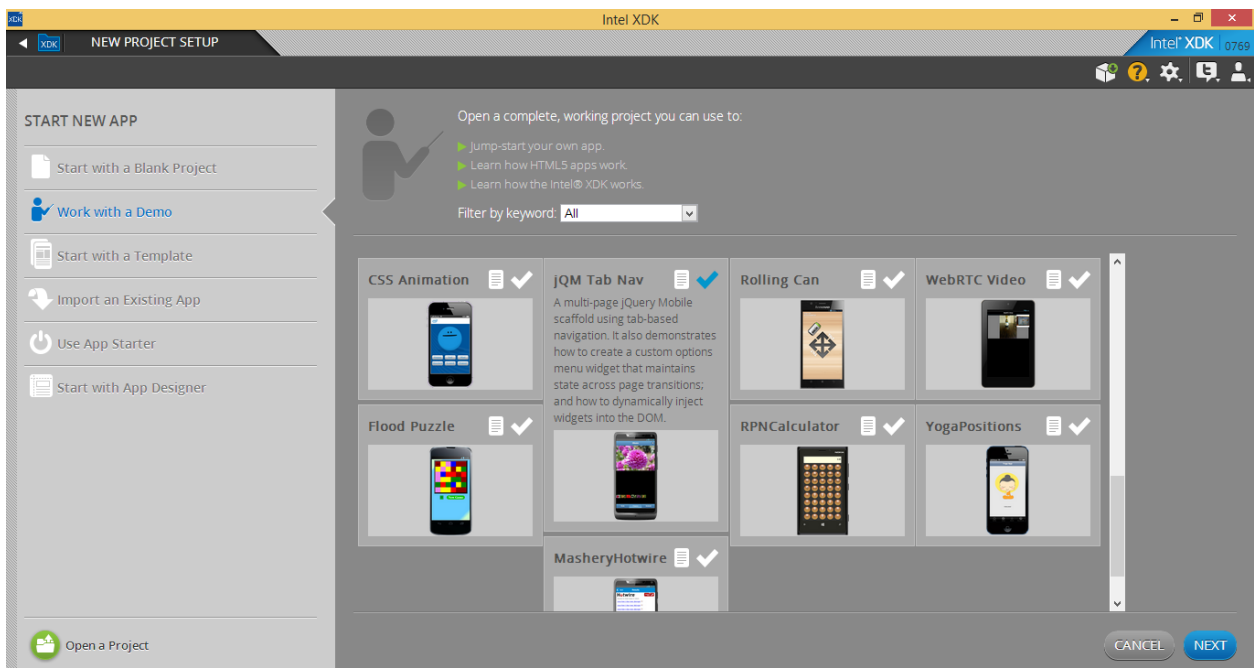 XDK
Intel XDK
XDK
NEW PROJECT SETUP
Intel® XDK 0769
START NEW APP
Start with a Blank Project
Work with a Demo
Start with a Template
Import an Existing App
Use App Starter
Start with App Designer
Open a Project
Open a complete, working project you can use to:
Jump-start your own app.
Learn how HTML5 apps work.
Learn how the Intel® XDK works.
Filter by keyword: All
CSS Animation
jQM Tab Nav
A multi-page jQuery Mobile
scaffold using tab-based
navigation. It also demonstrates
how to create a custom options
menu widget that maintains
state across page transitions;
and how to dynamically inject
widgets into the DOM.
Rolling Can
WebRTC Video
Flood Puzzle
RPNCalculator
YogaPositions
MasheryHotwire
CANCEL
NEXT